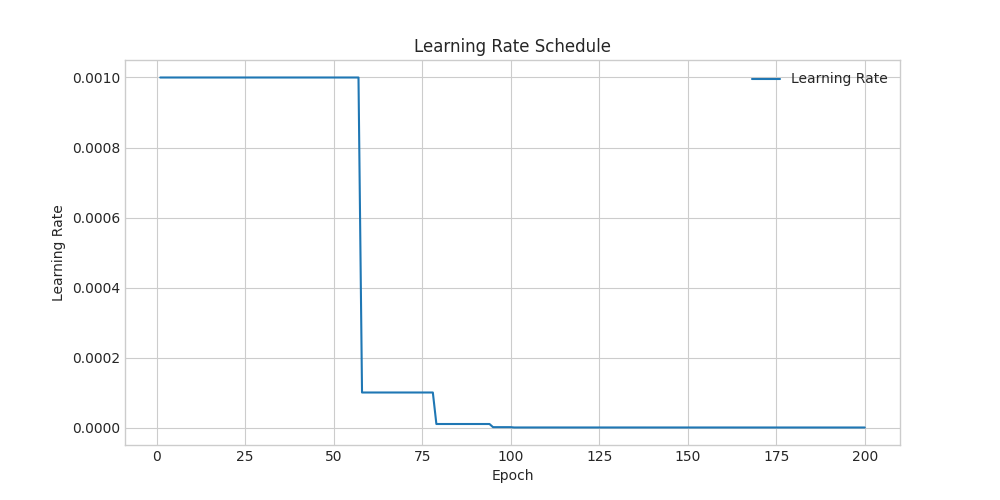 Learning Rate Schedule
Learning Rate
0.0010
0.0008
0.0006
0.0004
0.0002
0.0000
Learning Rate
0 25 50 75 100 125 150 175 200
Epoch